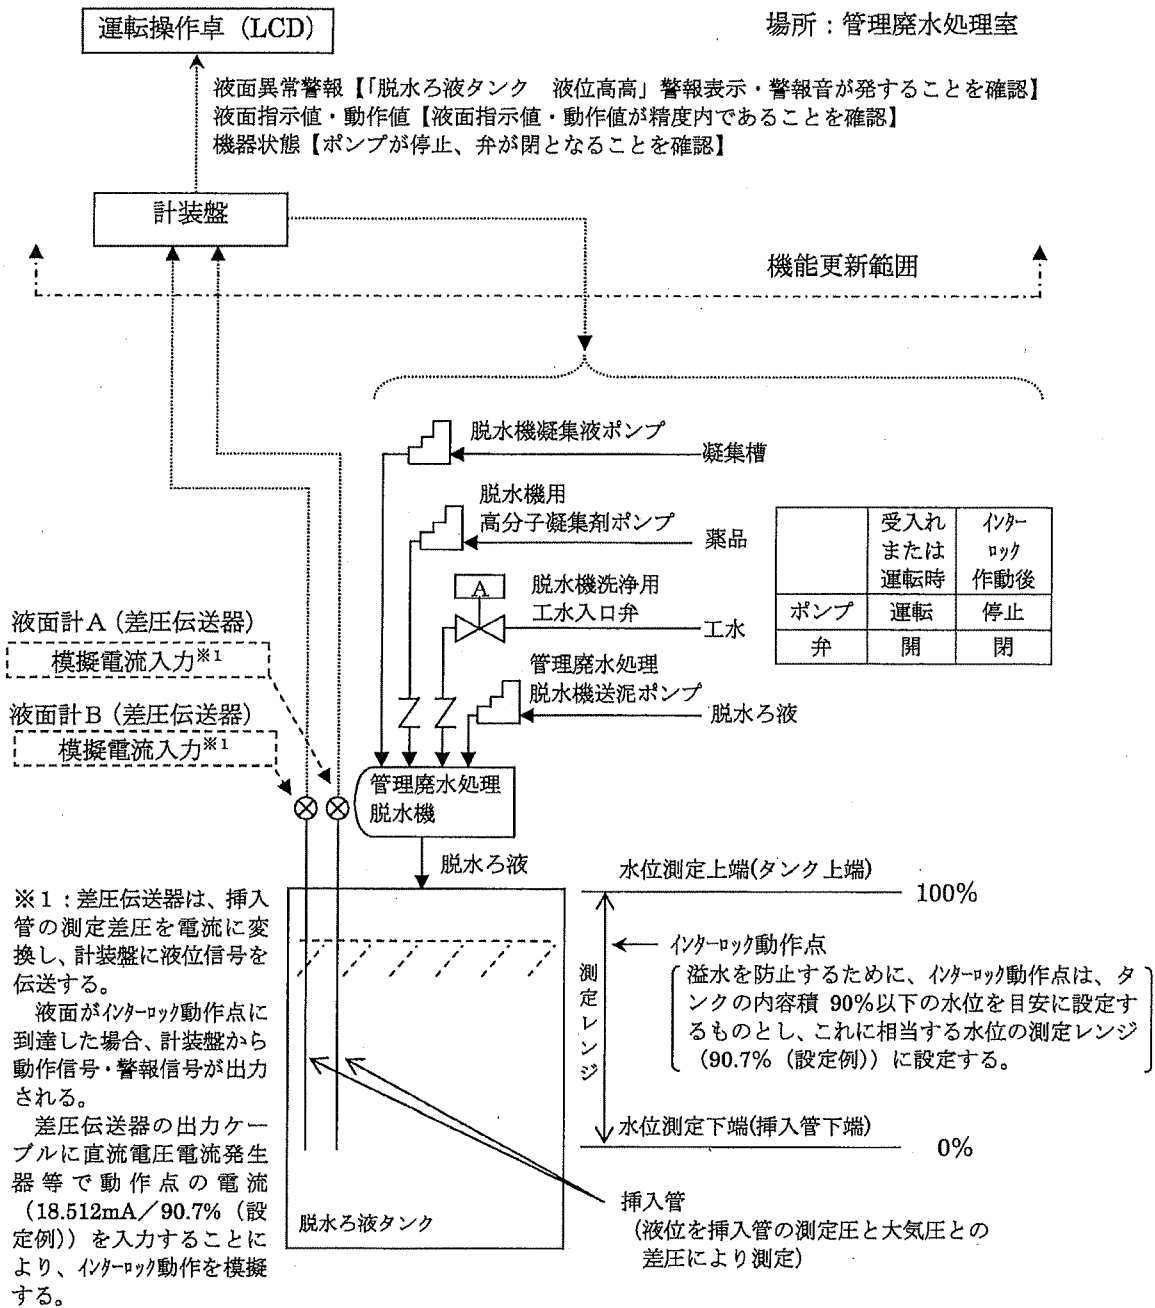 運転操作卓（LCD）
場所：管理廃水処理室
液面異常警報【「脱水ろ液タンク　液位高高」警報表示・警報音が発することを確認】
液面指示値・動作値【液面指示値・動作値が精度内であることを確認】
機器状態【ポンプが停止、弁が閉となることを確認】
計装盤
機能更新範囲
脱水機凝集液ポンプ
凝集槽
脱水機用
高分子凝集剤ポンプ
薬品
A
脱水機洗浄用
工水入口弁
工水
管理廃水処理
脱水機送泥ポンプ
脱水ろ液
受入れ
または
運転時
ｲﾝﾀｰ
ﾛｯｸ
作動後
ポンプ
運転
停止
弁
開
閉
液面計A（差圧伝送器）
模擬電流入力※1
液面計B（差圧伝送器）
模擬電流入力※1
管理廃水処理
脱水機
脱水ろ液
※1：差圧伝送器は、挿入
管の測定差圧を電流に変
換し、計装盤に液位信号を
伝送する。
液面がｲﾝﾀｰﾛｯｸ動作点に
到達した場合、計装盤から
動作信号・警報信号が出力
される。
差圧伝送器の出力ケー
ブルに直流電圧電流発生
器等で動作点の電流
（18.512mA／90.7%（設
定例））を入力することに
より、ｲﾝﾀｰﾛｯｸ動作を模擬
する。
水位測定上端(タンク上端)
100%
測定レンジ
ｲﾝﾀｰﾛｯｸ動作点
溢水を防止するために、ｲﾝﾀｰﾛｯｸ動作点は、タ
ンクの内容積 90%以下の水位を目安に設定す
るものとし、これに相当する水位の測定レンジ
（90.7%（設定例））に設定する。
水位測定下端(挿入管下端)
0%
挿入管
(液位を挿入管の測定圧と大気圧との
差圧により測定)
脱水ろ液タンク